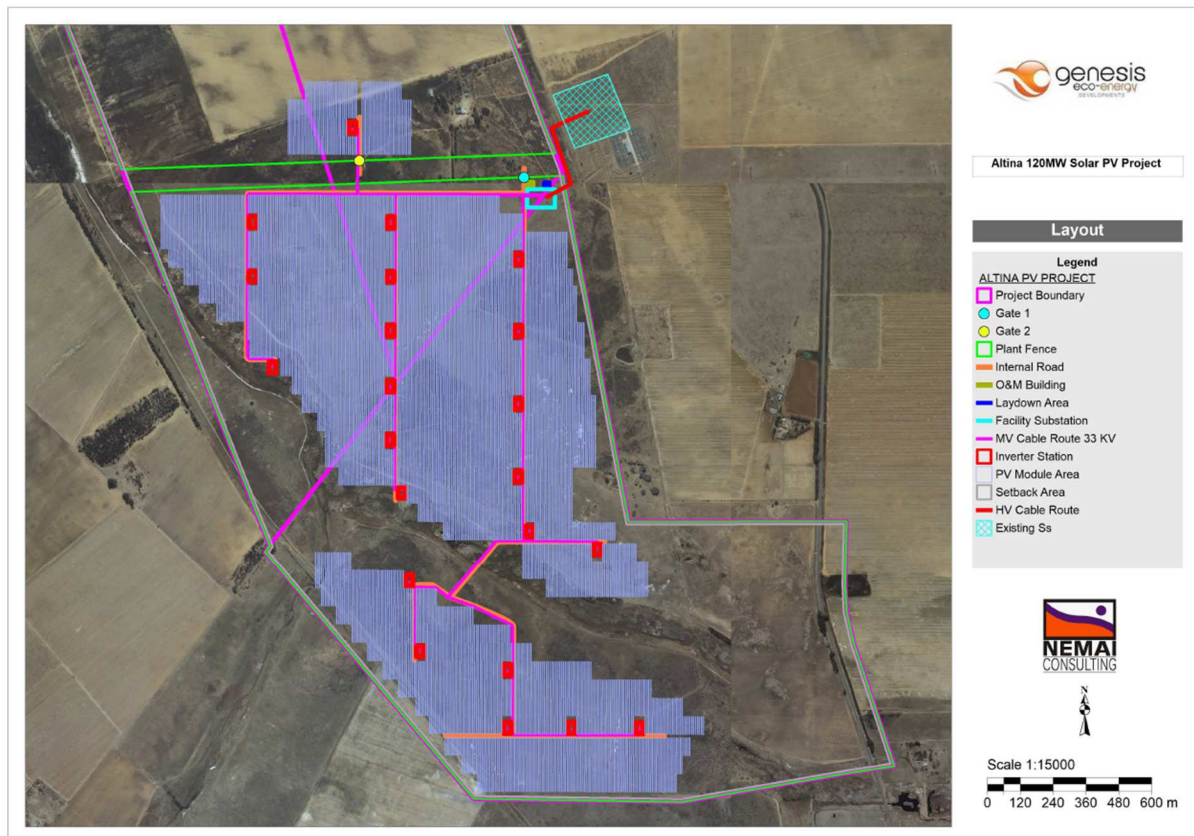 genesis
eco-energy
DEVELOPMENTS
Altina 120MW Solar PV Project
Layout
Legend
ALTINA PV PROJECT
Project Boundary
Gate 1
Gate 2
Plant Fence
Internal Road
O&M Building
Laydown Area
Facility Substation
MV Cable Route 33 KV
Inverter Station
PV Module Area
Setback Area
HV Cable Route
Existing Ss
NEMAI
CONSULTING
N
Scale 1:15000
0 120 240 360 480 600 m